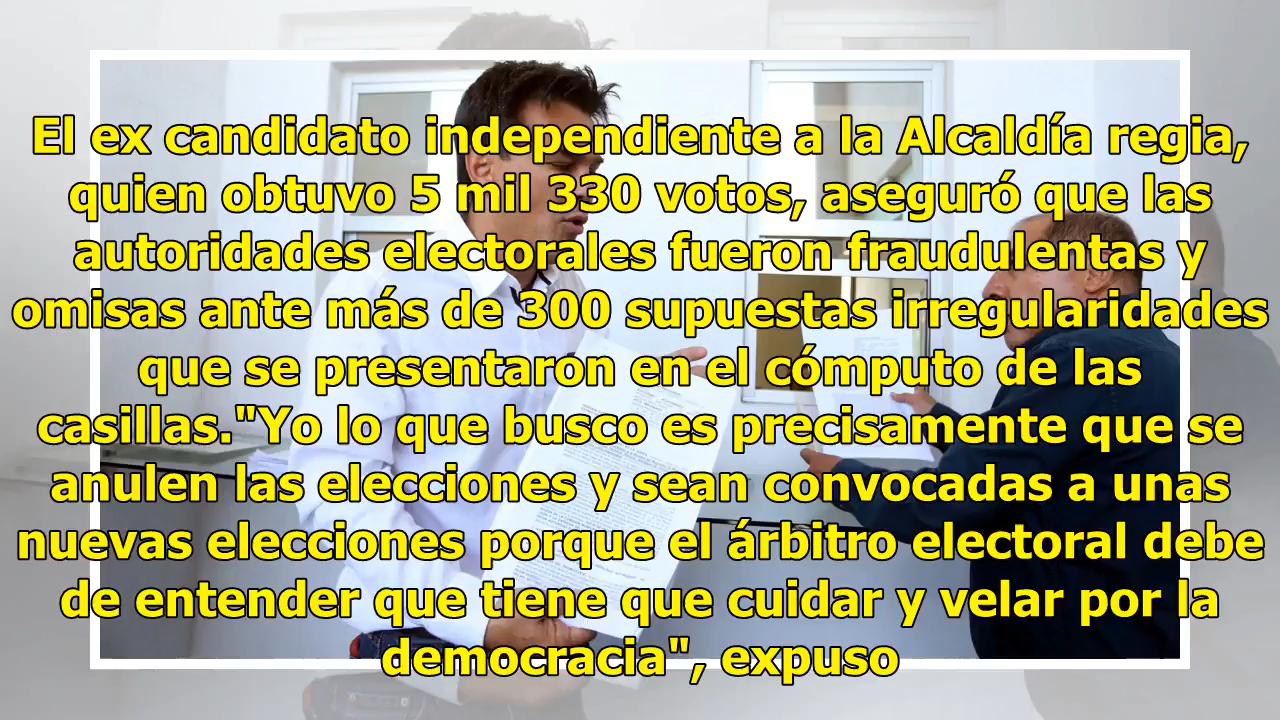 El ex candidato independiente a la Alcaldía regia,
quien obtuvo 5 mil 330 votos, aseguró que las
autoridades electorales fueron fraudulentas y
omisas ante más de 300 supuestas irregularidades
que se presentaron en el cómputo de las
casillas."Yo lo que busco es precisamente que se
anulen las elecciones y sean convocadas a unas
nuevas elecciones porque el árbitro electoral debe
de entender que tiene que cuidar y velar por la
democracia", expuso